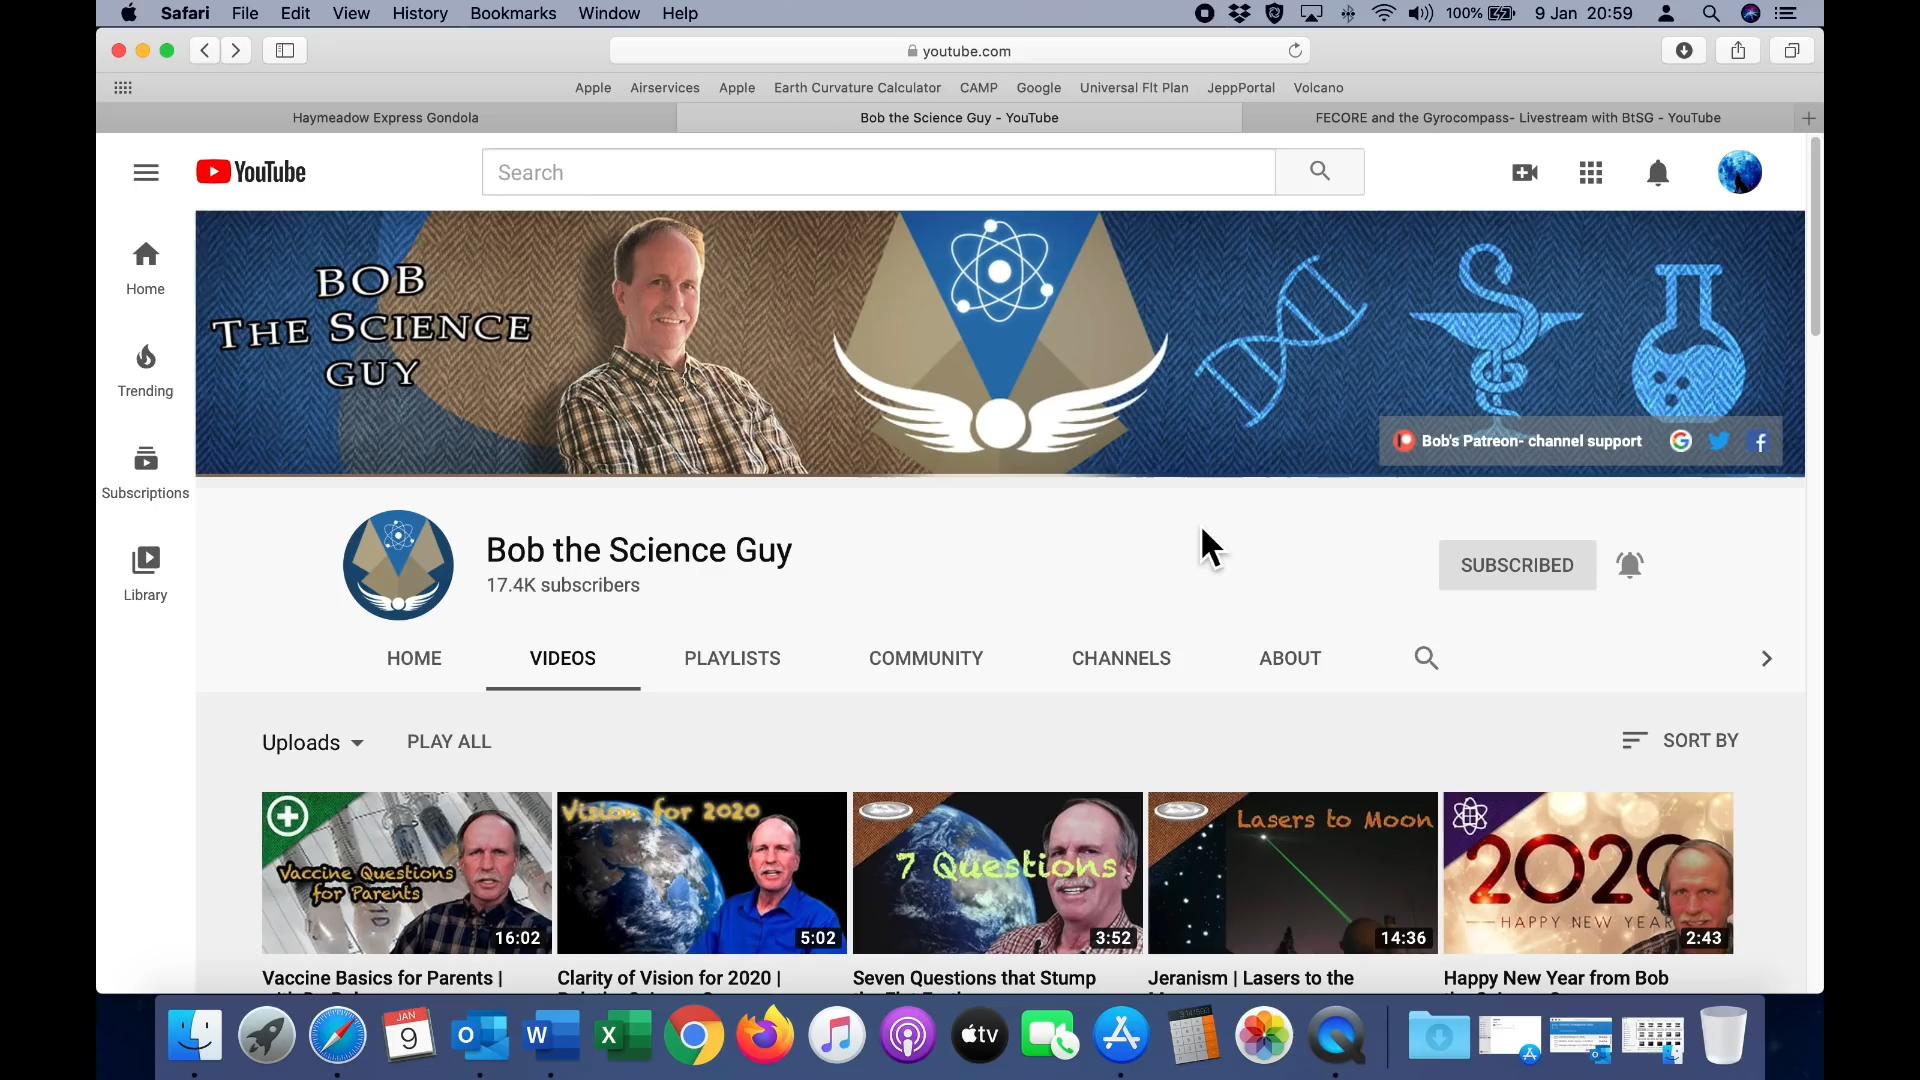 Safari File Edit View History Bookmarks Window Help 100% 9 Jan 20:59
youtube.com
Apple Airservices Apple Earth Curvature Calculator CAMP Google Universal Flt Plan JeppPortal Volcano
Haymeadow Express Gondola Bob the Science Guy - YouTube FECORE and the Gyrocompass- Livestream with BtSG - YouTube
YouTube Search
Home
Trending
Subscriptions
Library
BOB
THE SCIENCE
GUY
Bob's Patreon- channel support
Bob the Science Guy
17.4K subscribers
SUBSCRIBED
HOME VIDEOS PLAYLISTS COMMUNITY CHANNELS ABOUT
Uploads PLAY ALL SORT BY
Vaccine Questions
for Parents
16:02
Vision for 2020
5:02
7 Questions
3:52
Lasers to Moon
14:36
2020
HAPPY NEW YEAR
2:43
Vaccine Basics for Parents |
Clarity of Vision for 2020 |
Seven Questions that Stump
Jeranism | Lasers to the
Happy New Year from Bob
JAN
9
O
W
X
tv